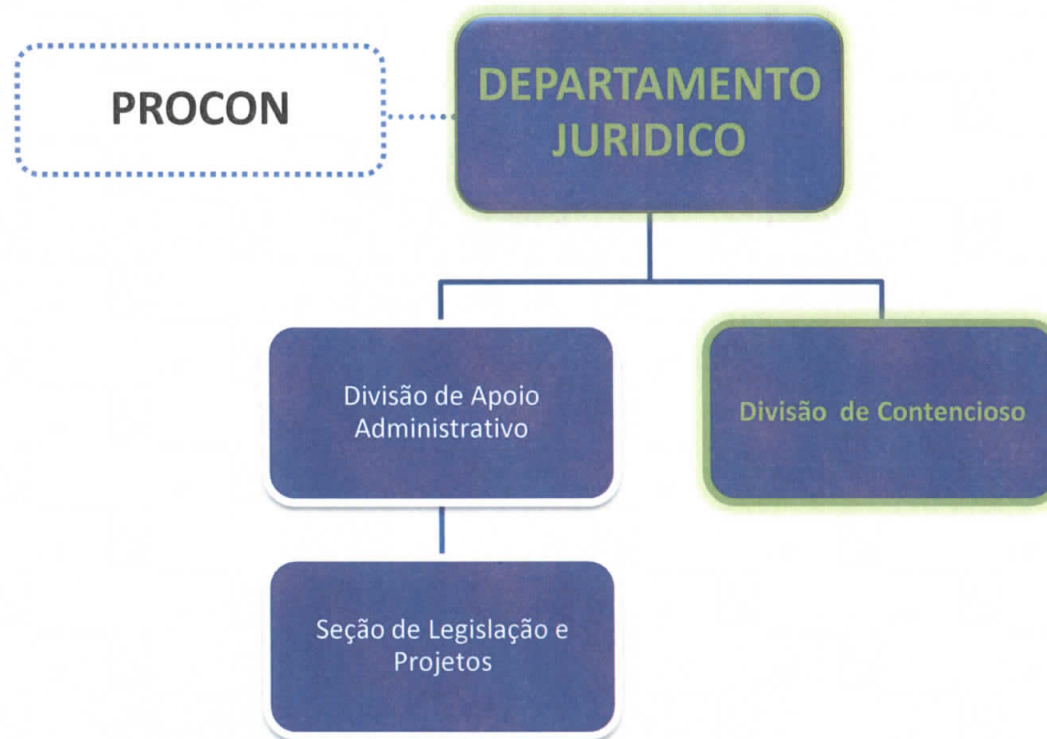 PROCON
DEPARTAMENTO
JURIDICO
Divisão de Apoio
Administrativo
Divisão de Contencioso
Seção de Legislação e
Projetos